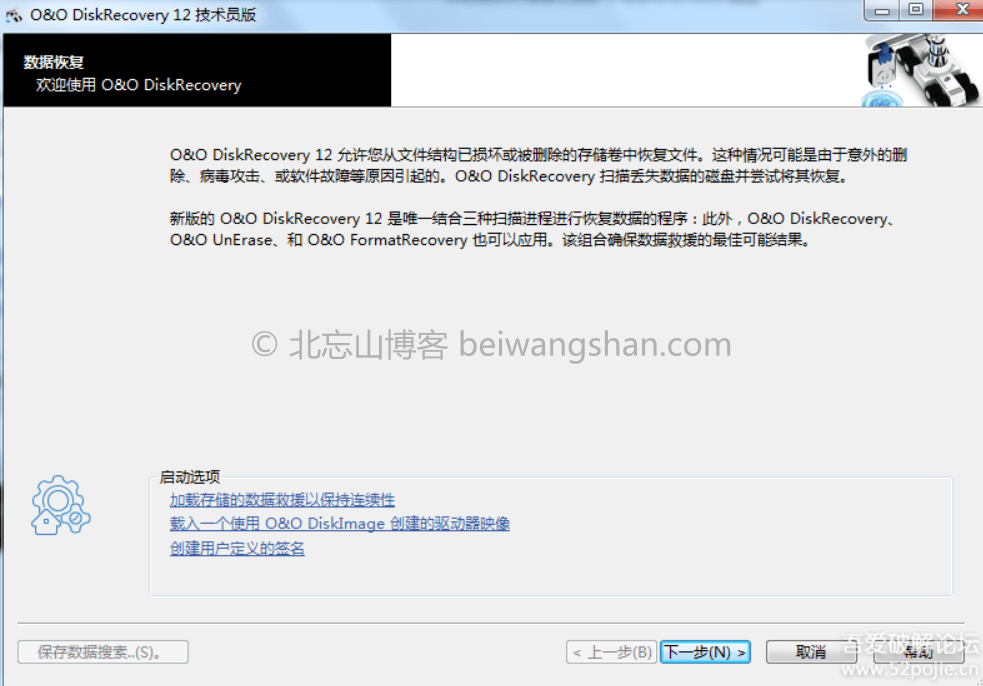 O&O DiskRecovery 12 技术员版
数据恢复
欢迎使用 O&O DiskRecovery
O&O DiskRecovery 12 允许您从文件结构已损坏或被删除的存储卷中恢复文件。这种情况可能是由于意外的删
除、病毒攻击、或软件故障等原因引起的。O&O DiskRecovery 扫描丢失数据的磁盘并尝试将其恢复。
新版的 O&O DiskRecovery 12 是唯一结合三种扫描进程进行恢复数据的程序：此外，O&O DiskRecovery、
O&O UnErase、和 O&O FormatRecovery 也可以应用。该组合确保数据救援的最佳可能结果。
© 北忘山博客 beiwangshan.com
启动选项
加载存储的数据救援以保持连续性
载入一个使用 O&O DiskImage 创建的驱动器映像
创建用户定义的签名
保存数据搜索..(S)。
< 上一步(B) 下一步(N) > 取消 帮助
吾爱破解论坛
www.52pojie.cn